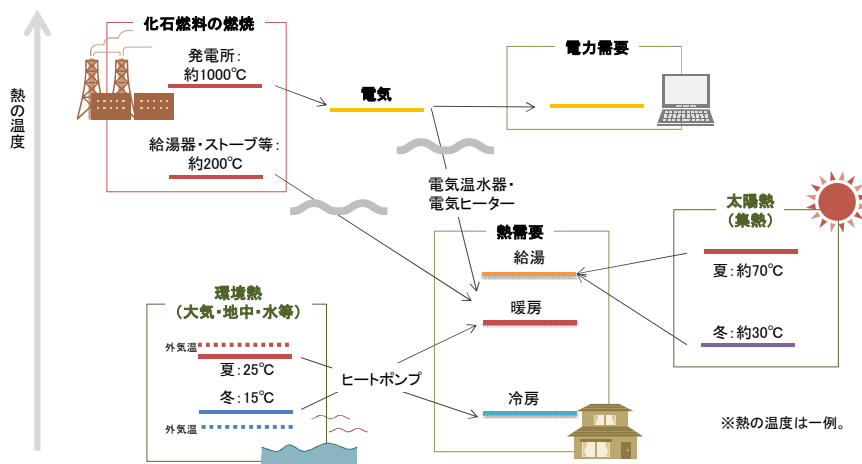 熱の温度
化石燃料の燃焼
発電所：
約1000℃
給湯器・ストーブ等：
約200℃
電気
電力需要
電気温水器・
電気ヒーター
熱需要
給湯
暖房
冷房
太陽熱
（集熱）
夏：約70℃
冬：約30℃
環境熱
（大気・地中・水等）
外気温
夏：25℃
冬：15℃
外気温
ヒートポンプ
※熱の温度は一例。